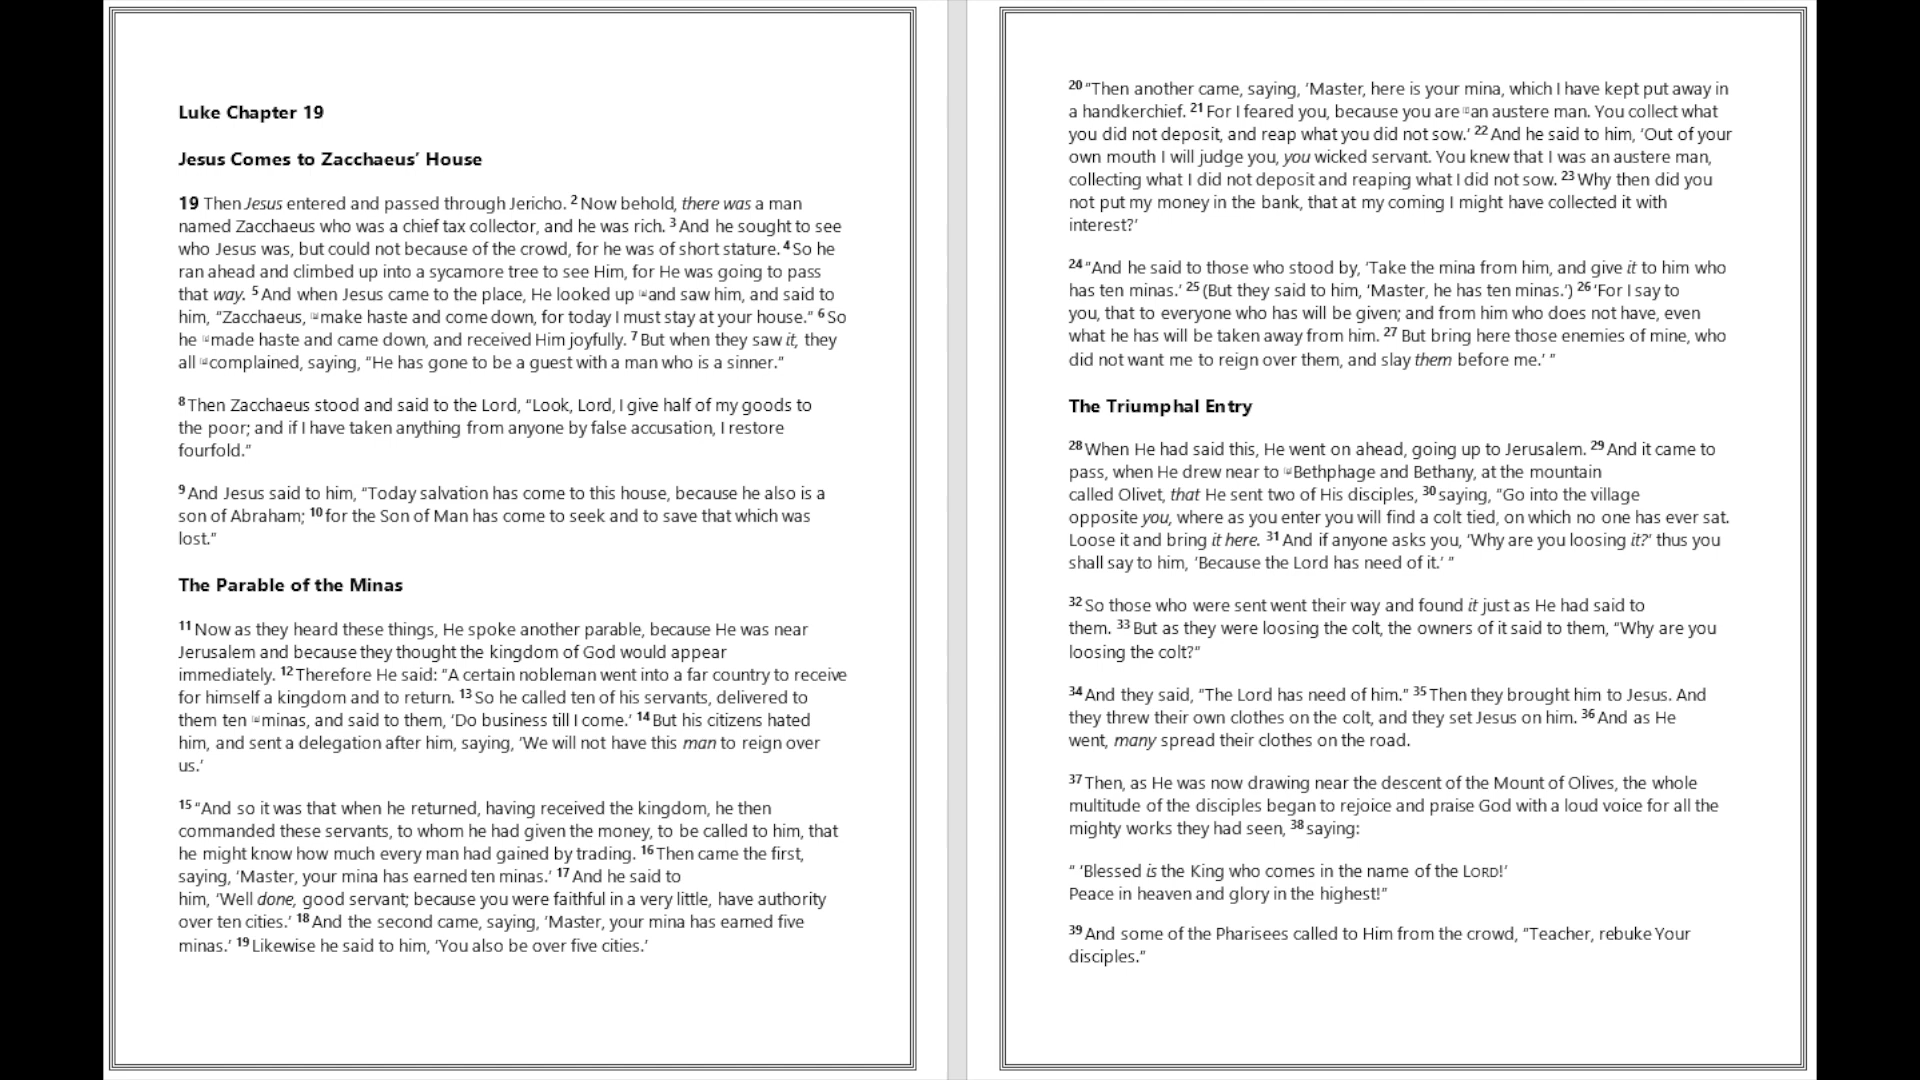 Luke Chapter 19
Jesus Comes to Zacchaeus’ House
19 Then Jesus entered and passed through Jericho. 2 Now behold, there was a man
named Zacchaeus who was a chief tax collector, and he was rich. 3 And he sought to see
who Jesus was, but could not because of the crowd, for he was of short stature. 4 So he
ran ahead and climbed up into a sycamore tree to see Him, for He was going to pass
that way. 5 And when Jesus came to the place, He looked up and saw him, and said to
him, “Zacchaeus, make haste and come down, for today I must stay at your house.” 6 So
he made haste and came down, and received Him joyfully. 7 But when they saw it, they
all complained, saying, “He has gone to be a guest with a man who is a sinner.”
8 Then Zacchaeus stood and said to the Lord, “Look, Lord, I give half of my goods to
the poor; and if I have taken anything from anyone by false accusation, I restore
fourfold.”
9 And Jesus said to him, “Today salvation has come to this house, because he also is a
son of Abraham; 10 for the Son of Man has come to seek and to save that which was
lost.”
The Parable of the Minas
11 Now as they heard these things, He spoke another parable, because He was near
Jerusalem and because they thought the kingdom of God would appear
immediately. 12 Therefore He said: “A certain nobleman went into a far country to receive
for himself a kingdom and to return. 13 So he called ten of his servants, delivered to
them ten minas, and said to them, ‘Do business till I come.’ 14 But his citizens hated
him, and sent a delegation after him, saying, ‘We will not have this man to reign over
us.’
15 “And so it was that when he returned, having received the kingdom, he then
commanded these servants, to whom he had given the money, to be called to him, that
he might know how much every man had gained by trading. 16 Then came the first,
saying, ‘Master, your mina has earned ten minas.’ 17 And he said to
him, ‘Well done, good servant; because you were faithful in a very little, have authority
over ten cities.’ 18 And the second came, saying, ‘Master, your mina has earned five
minas.’ 19 Likewise he said to him, ‘You also be over five cities.’
20 “Then another came, saying, ‘Master, here is your mina, which I have kept put away in
a handkerchief. 21 For I feared you, because you are an austere man. You collect what
you did not deposit, and reap what you did not sow.’ 22 And he said to him, ‘Out of your
own mouth I will judge you, you wicked servant. You knew that I was an austere man,
collecting what I did not deposit and reaping what I did not sow. 23 Why then did you
not put my money in the bank, that at my coming I might have collected it with
interest?’
24 “And he said to those who stood by, ‘Take the mina from him, and give it to him who
has ten minas.’ 25 (But they said to him, ‘Master, he has ten minas.’) 26 ‘For I say to
you, that to everyone who has will be given; and from him who does not have, even
what he has will be taken away from him. 27 But bring here those enemies of mine, who
did not want me to reign over them, and slay them before me.’ ”
The Triumphal Entry
28 When He had said this, He went on ahead, going up to Jerusalem. 29 And it came to
pass, when He drew near to Bethphage and Bethany, at the mountain
called Olivet, that He sent two of His disciples, 30 saying, “Go into the village
opposite you, where as you enter you will find a colt tied, on which no one has ever sat.
Loose it and bring it here. 31 And if anyone asks you, ‘Why are you loosing it?’ thus you
shall say to him, ‘Because the Lord has need of it.’ ”
32 So those who were sent went their way and found it just as He had said to
them. 33 But as they were loosing the colt, the owners of it said to them, “Why are you
loosing the colt?”
34 And they said, “The Lord has need of him.” 35 Then they brought him to Jesus. And
they threw their own clothes on the colt, and they set Jesus on him. 36 And as He
went, many spread their clothes on the road.
37 Then, as He was now drawing near the descent of the Mount of Olives, the whole
multitude of the disciples began to rejoice and praise God with a loud voice for all the
mighty works they had seen, 38 saying:
“ ‘Blessed is the King who comes in the name of the LORD!’
Peace in heaven and glory in the highest!”
39 And some of the Pharisees called to Him from the crowd, “Teacher, rebuke Your
disciples.”